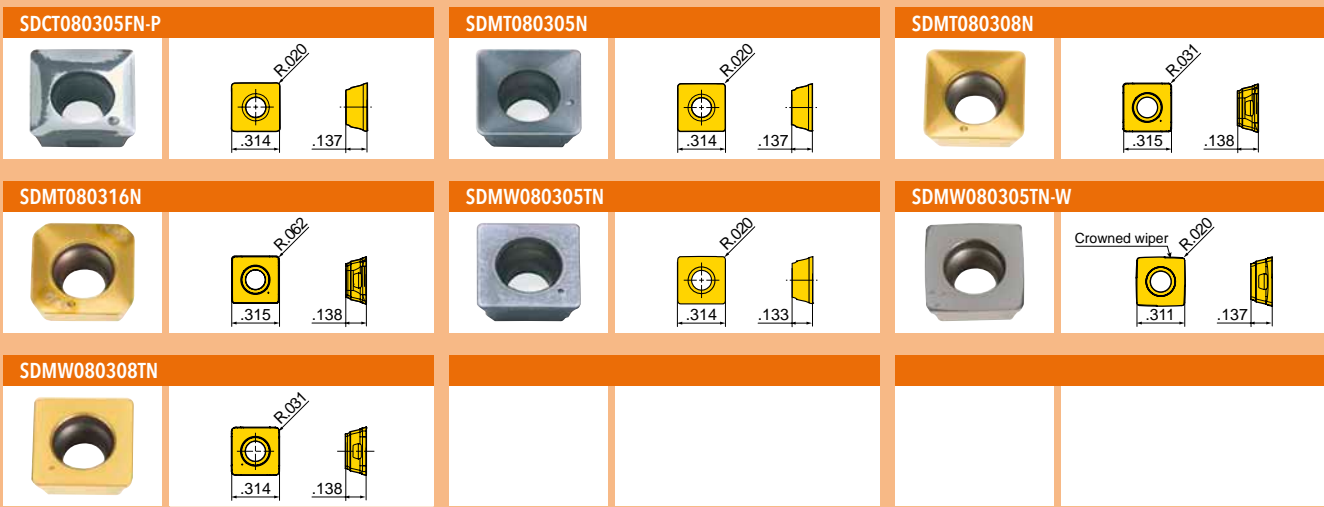 SDCT080305FN-P
R.020
.314
.137
SDMT080305N
R.020
.314
.137
SDMT080308N
R.031
.315
.138
SDMT080316N
R.062
.315
.138
SDMW080305TN
R.020
.314
.133
SDMW080305TN-W
Crowned wiper
R.020
.311
.137
SDMW080308TN
R.031
.314
.138